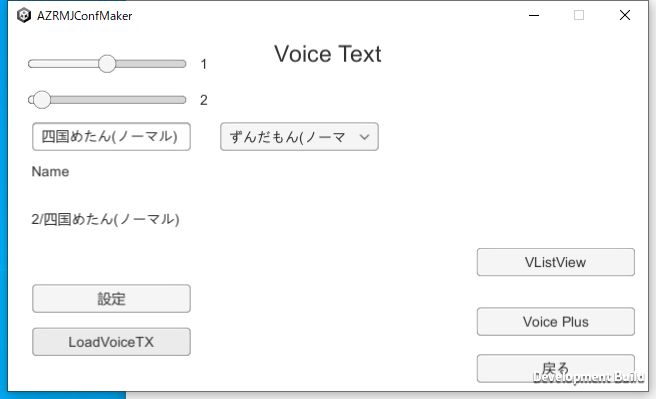 AZRMJConfMaker
Voice Text
1
2
四国めたん(ノーマル)
ずんだもん(ノーマ
Name
2/四国めたん(ノーマル)
VListView
設定
Voice Plus
LoadVoiceTX
戻る
Development Build